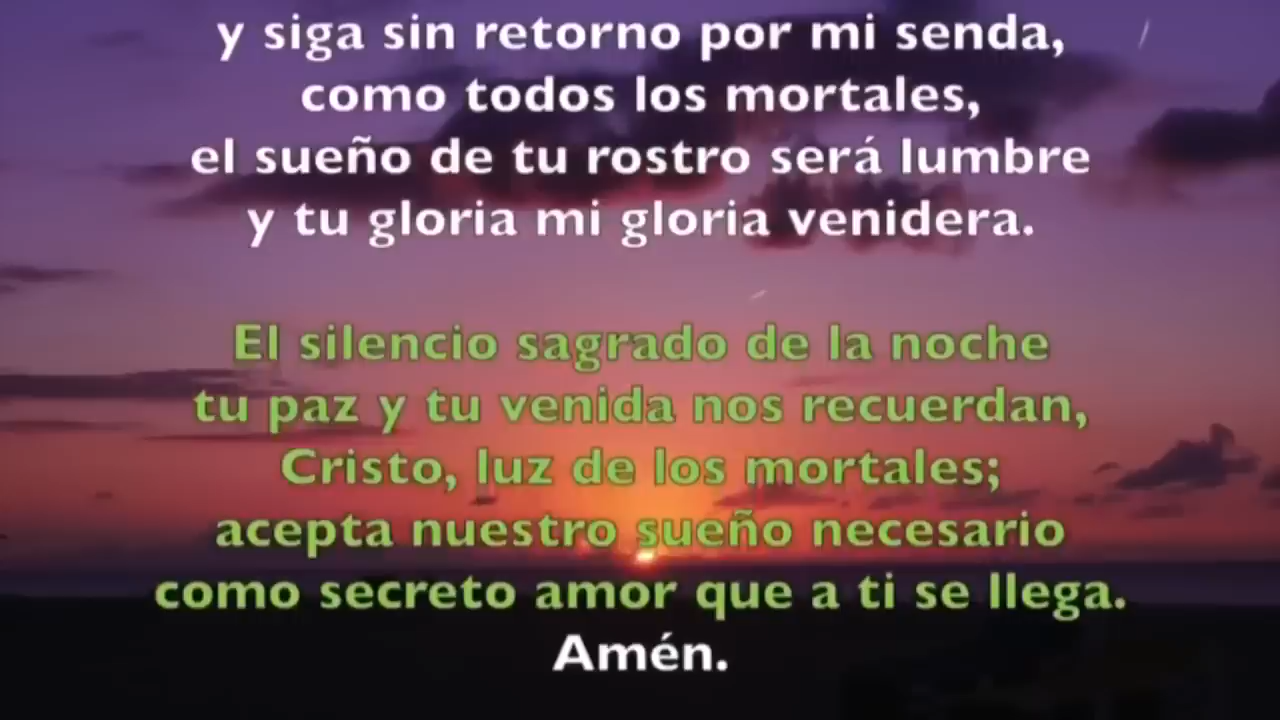 y siga sin retorno por mi senda,
como todos los mortales,
el sueño de tu rostro será lumbre
y tu gloria mi gloria venidera.
El silencio sagrado de la noche
tu paz y tu venida nos recuerdan,
Cristo, luz de los mortales;
acepta nuestro sueño necesario
como secreto amor que a ti se llega.
Amén.